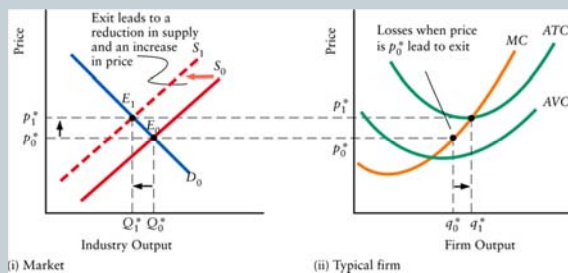 Exit leads to a
reduction in supply
and an increase
in price
Price
S₁
S₀
E₁
E₀
p₁*
p₀*
D₀
Q₁* Q₀*
Industry Output
(i) Market
Losses when price
is p₀* lead to exit
Price
MC
ATC
AVC
p₁*
p₀*
q₀* q₁*
Firm Output
(ii) Typical firm